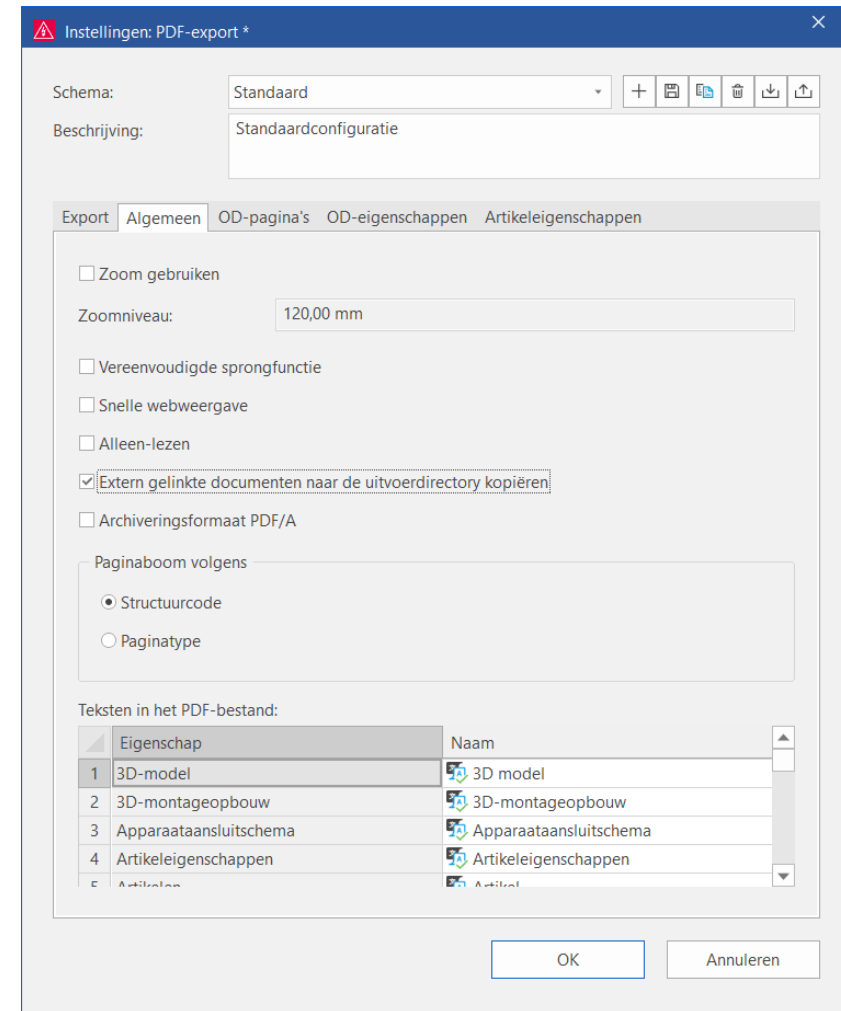 Instellingen: PDF-export *
Schema: Standaard
Beschrijving: Standaardconfiguratie
Export Algemeen OD-pagina's OD-eigenschappen Artikeleigenschappen
Zoom gebruiken
Zoomniveau: 120,00 mm
Vereenvoudigde sprongfunctie
Snelle webweergave
Alleen-lezen
Extern gelinkte documenten naar de uitvoerdirectory kopiëren
Archiveringsformaat PDF/A
Paginaboom volgens
Structuurcode
Paginatype
Teksten in het PDF-bestand:
Eigenschap Naam
1 3D-model 3D model
2 3D-montageopbouw 3D-montageopbouw
3 Apparaataansluitschema Apparaataansluitschema
4 Artikeleigenschappen Artikeleigenschappen
5 Artikelen Artikel
OK Annuleren